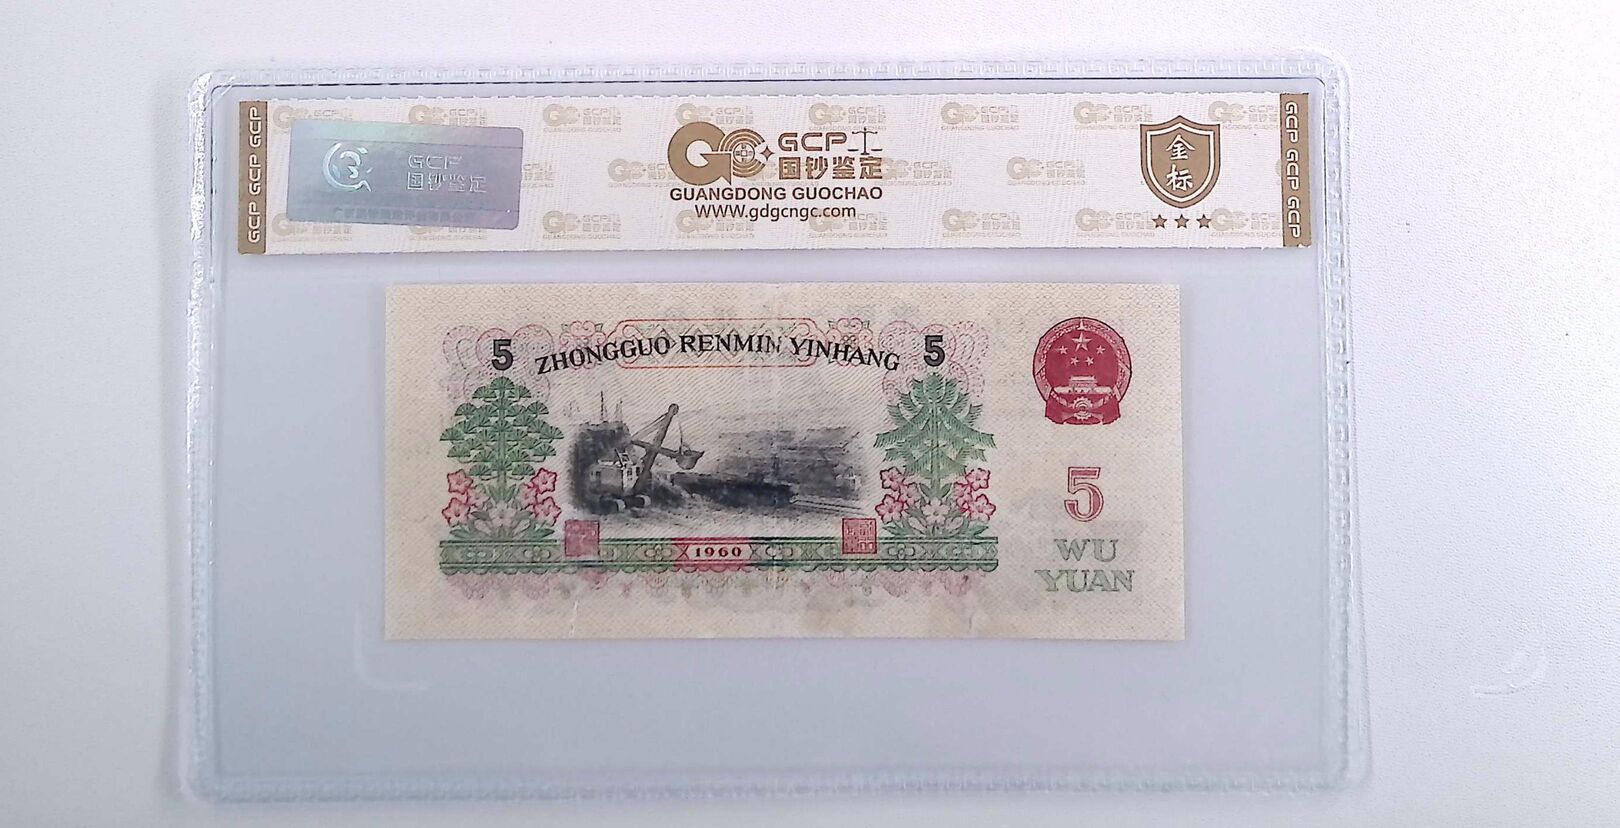 GCP GCP GCP
GCP
国钞鉴定
GCP
国钞鉴定
GUANGDONG GUOCHAO
WWW.gdgcngc.com
金
标
GCP GCP GCP
5 ZHONGGUO RENMIN YINHANG 5
1960
5
WU
YUAN